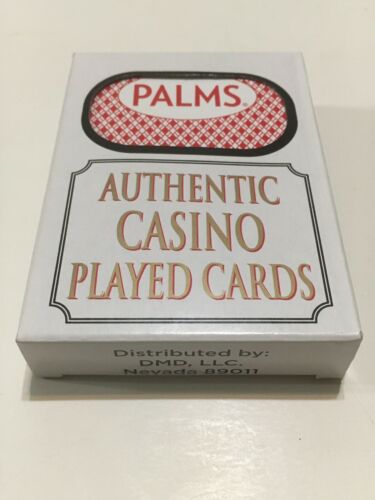 PALMS®
AUTHENTIC
CASINO
PLAYED CARDS
Distributed by:
DMD, LLC.
Nevada 89011